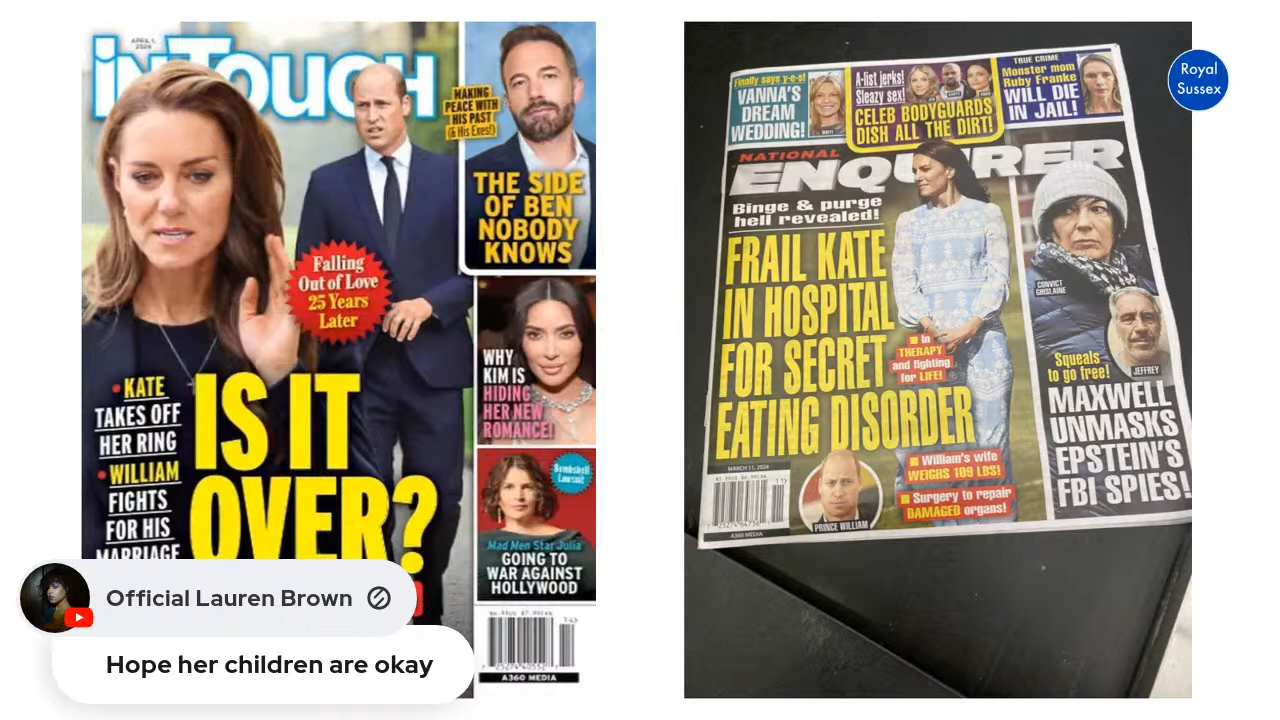 APRIL 1,
2024
INTOUCH
MAKING
PEACE WITH
HIS PAST
(& His Exes!)
THE SIDE
OF BEN
NOBODY
KNOWS
Falling
Out of Love
25 Years
Later
WHY
KIM IS
HIDING
HER NEW
ROMANCE!
• KATE
TAKES OFF
HER RING
• WILLIAM
FIGHTS
FOR HIS
MARRIAGE
IS IT
OVER?
Bombshell
Lawsuit
Mad Men Star Julia
GOING TO
WAR AGAINST
HOLLYWOOD
A360 MEDIA
Official Lauren Brown
Hope her children are okay
Royal
Sussex
Finally says y-e-s!
VANNA'S
DREAM
WEDDING!
A-list jerks!
Sleazy sex!
CELEB BODYGUARDS
DISH ALL THE DIRT!
TRUE CRIME
Monster mom
Ruby Franke
WILL DIE
IN JAIL!
NATIONAL
ENQUIRER
Binge & purge
hell revealed!
FRAIL KATE
IN HOSPITAL
FOR SECRET
EATING DISORDER
In
THERAPY
and fighting
for LIFE!
William's wife
WEIGHS 109 LBS!
Surgery to repair
DAMAGED organs!
PRINCE WILLIAM
MARCH 11, 2024
A360 MEDIA
CONVICT
GHISLAINE
JEFFREY
Squeals
to go free!
MAXWELL
UNMASKS
EPSTEIN'S
FBI SPIES!